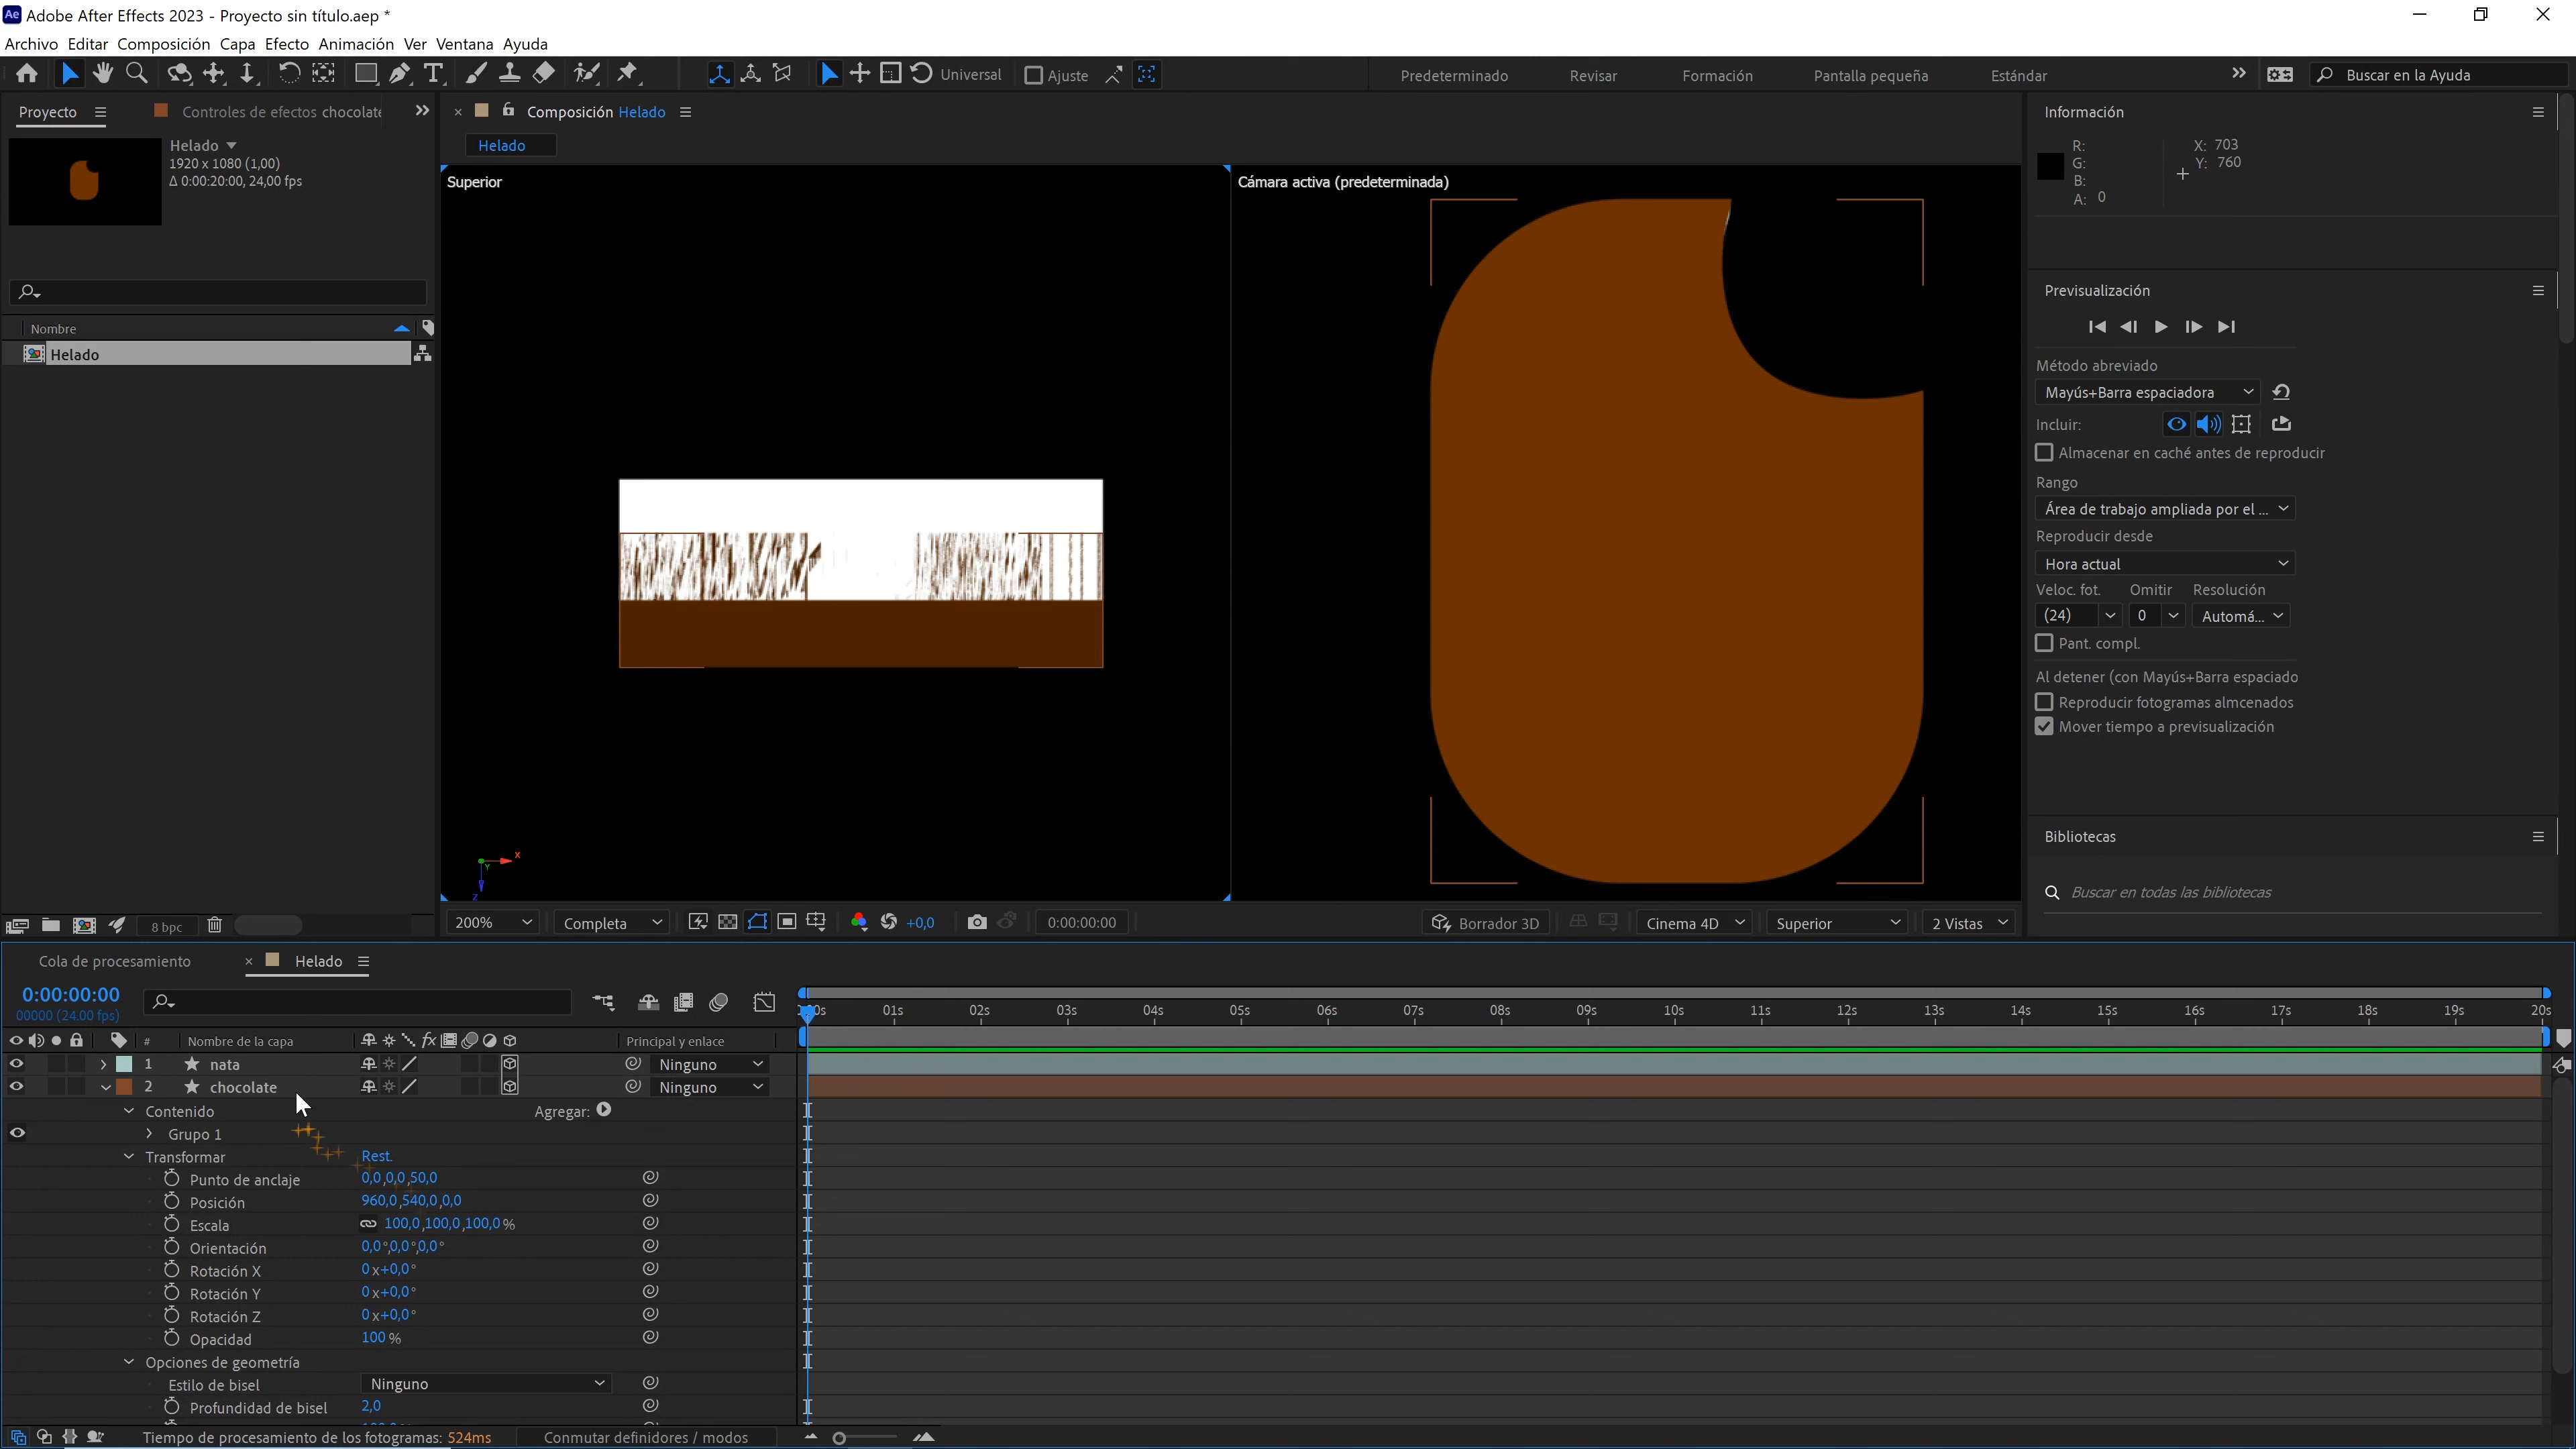 Ae Adobe After Effects 2023 - Proyecto sin título.aep *
Archivo Editar Composición Capa Efecto Animación Ver Ventana Ayuda
Universal Ajuste Predeterminado Revisar Formación Pantalla pequeña Estándar Buscar en la Ayuda
Proyecto Controles de efectos chocolate
Helado
1920 x 1080 (1,00)
Δ 0:00:20:00, 24,00 fps
Nombre
Helado
8 bpc
Composición Helado
Helado
Superior
Cámara activa (predeterminada)
X
Y
Z
200% Completa +0,0 0:00:00:00 Borrador 3D Cinema 4D Superior 2 Vistas
Información
R: X: 703
G: Y: 760
B:
A: 0
Previsualización
Método abreviado
Mayús+Barra espaciadora
Incluir:
Almacenar en caché antes de reproducir
Rango
Área de trabajo ampliada por el ...
Reproducir desde
Hora actual
Veloc. fot. Omitir Resolución
(24) 0 Automá...
Pant. compl.
Al detener (con Mayús+Barra espaciado
Reproducir fotogramas almcenados
Mover tiempo a previsualización
Bibliotecas
Buscar en todas las bibliotecas
Cola de procesamiento Helado
0:00:00:00
00000 (24.00 fps)
0s 01s 02s 03s 04s 05s 06s 07s 08s 09s 10s 11s 12s 13s 14s 15s 16s 17s 18s 19s 20s
# Nombre de la capa fx Principal y enlace
1 nata Ninguno
2 chocolate Ninguno
Contenido Agregar:
Grupo 1
Transformar Rest.
Punto de anclaje 0,0,0,0,50,0
Posición 960,0,540,0,0,0
Escala 100,0,100,0,100,0%
Orientación 0,0°,0,0°,0,0°
Rotación X 0x+0,0°
Rotación Y 0x+0,0°
Rotación Z 0x+0,0°
Opacidad 100%
Opciones de geometría
Estilo de bisel Ninguno
Profundidad de bisel 2,0
Tiempo de procesamiento de los fotogramas: 524ms Conmutar definidores / modos